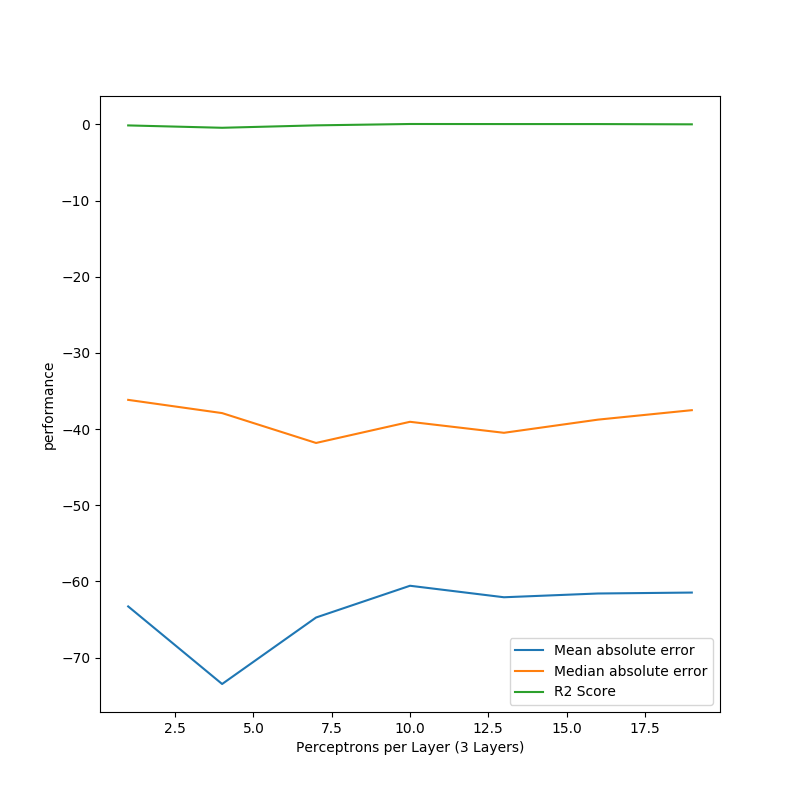 0
−10
−20
−30
−40
−50
−60
−70
performance
Mean absolute error
Median absolute error
R2 Score
2.5 5.0 7.5 10.0 12.5 15.0 17.5
Perceptrons per Layer (3 Layers)